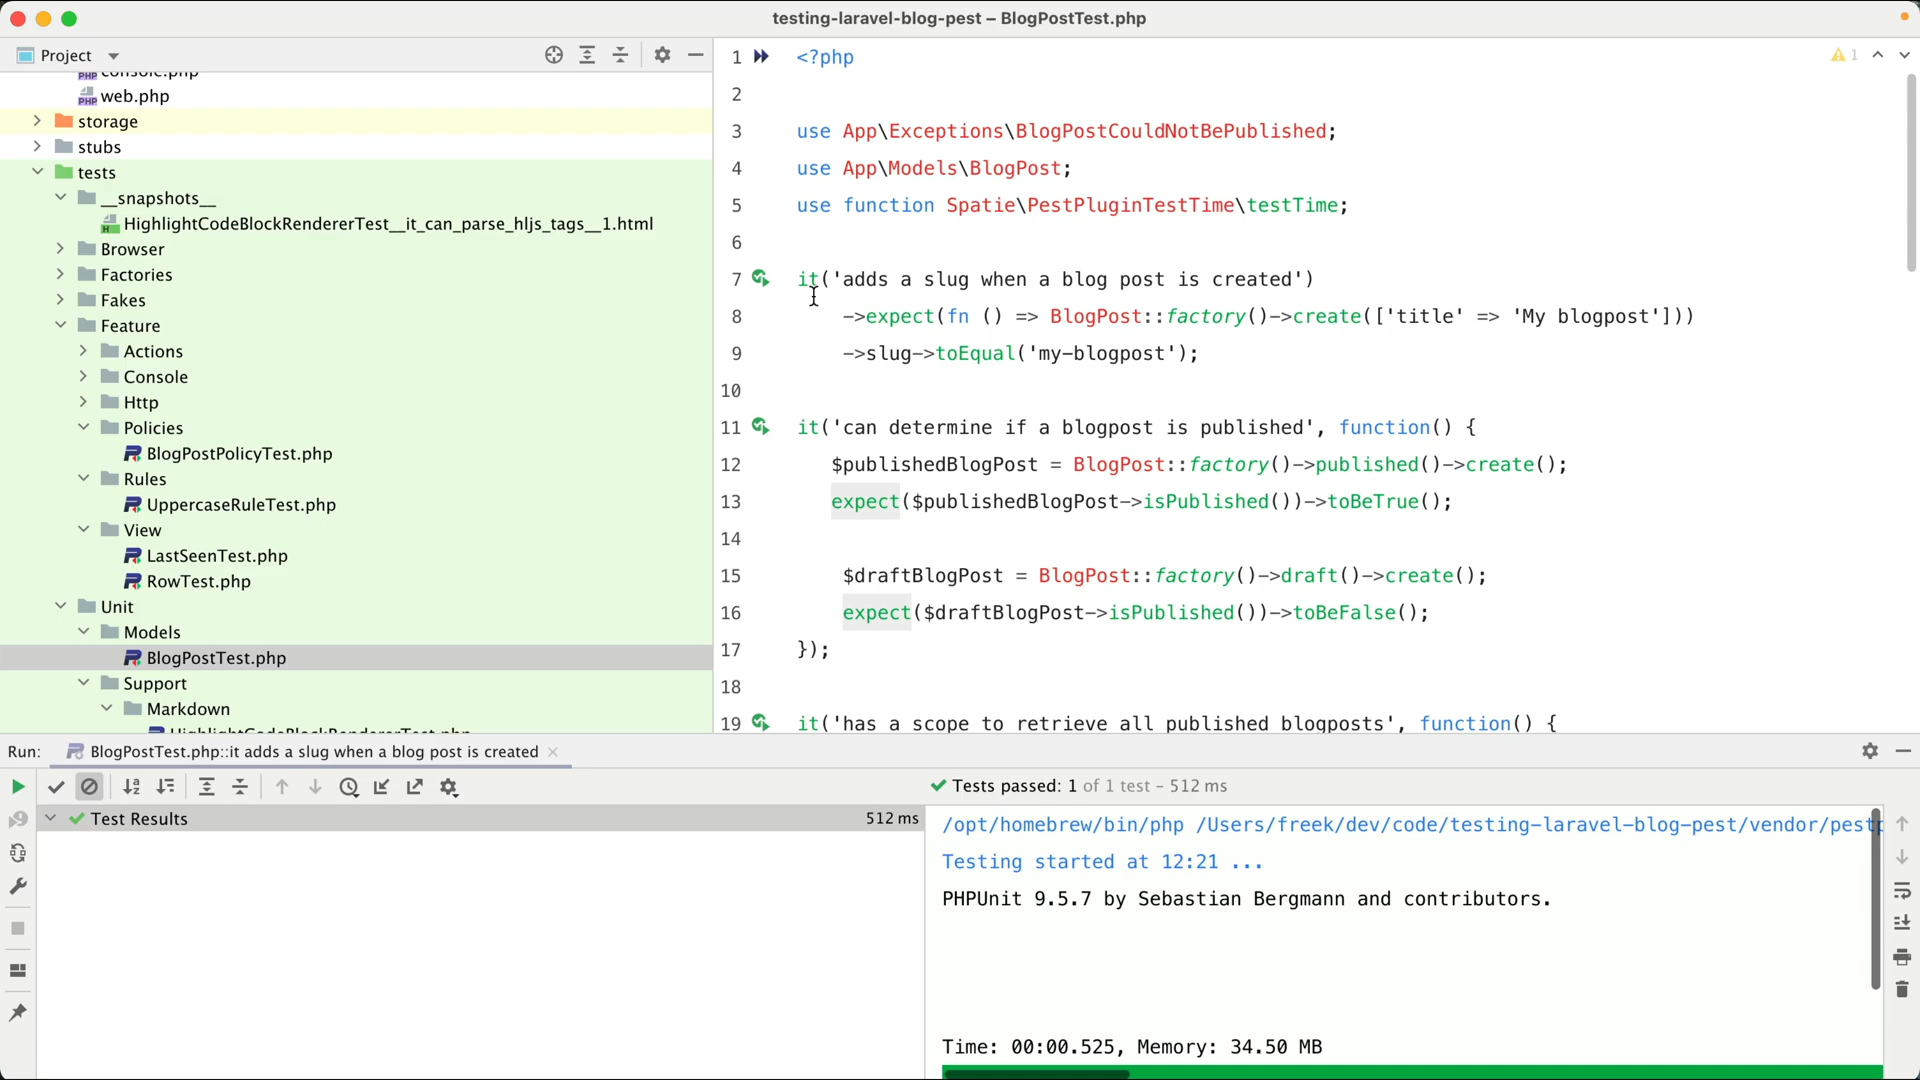 testing-laravel-blog-pest – BlogPostTest.php
Project
console.php
web.php
storage
stubs
tests
__snapshots__
HighlightCodeBlockRendererTest__it_can_parse_hljs_tags__1.html
Browser
Factories
Fakes
Feature
Actions
Console
Http
Policies
BlogPostPolicyTest.php
Rules
UppercaseRuleTest.php
View
LastSeenTest.php
RowTest.php
Unit
Models
BlogPostTest.php
Support
Markdown
HighlightCodeBlockRendererTest.php
1 <?php
2
3 use App\Exceptions\BlogPostCouldNotBePublished;
4 use App\Models\BlogPost;
5 use function Spatie\PestPluginTestTime\testTime;
6
7 it('adds a slug when a blog post is created')
8 ->expect(fn () => BlogPost::factory()->create(['title' => 'My blogpost']))
9 ->slug->toEqual('my-blogpost');
10
11 it('can determine if a blogpost is published', function() {
12 $publishedBlogPost = BlogPost::factory()->published()->create();
13 expect($publishedBlogPost->isPublished())->toBeTrue();
14
15 $draftBlogPost = BlogPost::factory()->draft()->create();
16 expect($draftBlogPost->isPublished())->toBeFalse();
17 });
18
19 it('has a scope to retrieve all published blogposts', function() {
1
Run: BlogPostTest.php::it adds a slug when a blog post is created
Tests passed: 1 of 1 test – 512 ms
Test Results 512 ms
/opt/homebrew/bin/php /Users/freek/dev/code/testing-laravel-blog-pest/vendor/pestp
Testing started at 12:21 ...
PHPUnit 9.5.7 by Sebastian Bergmann and contributors.
Time: 00:00.525, Memory: 34.50 MB